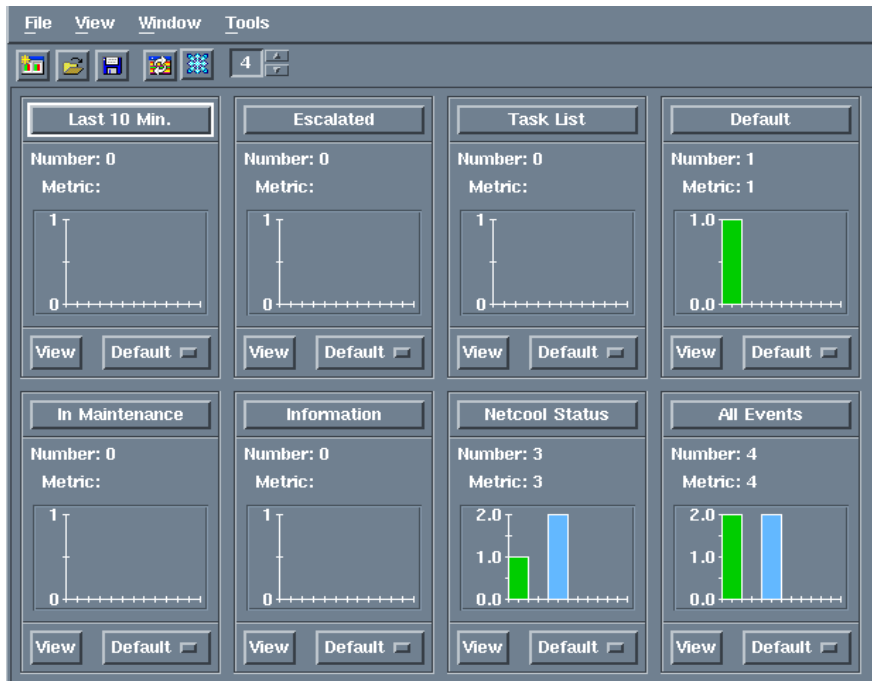 File View Window Tools
4
Last 10 Min. Escalated Task List Default
Number: 0 Number: 0 Number: 0 Number: 1
Metric: Metric: Metric: Metric: 1
1 1 1 1.0
0 0 0 0.0
View Default View Default View Default View Default
In Maintenance Information Netcool Status All Events
Number: 0 Number: 0 Number: 3 Number: 4
Metric: Metric: Metric: 3 Metric: 4
1 1 2.0 2.0
1.0 1.0
0 0 0.0 0.0
View Default View Default View Default View Default